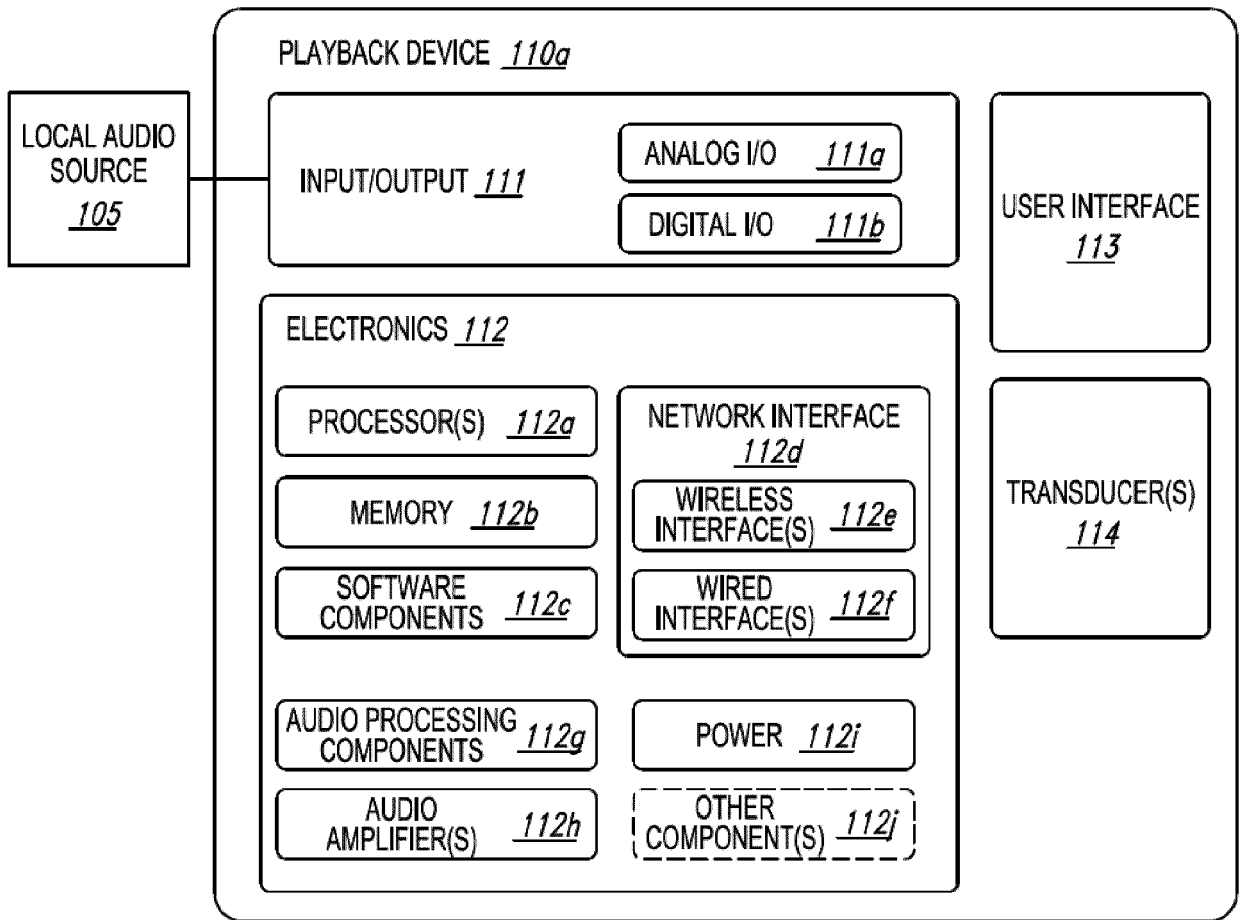 PLAYBACK DEVICE 110a
LOCAL AUDIO
SOURCE
105
INPUT/OUTPUT 111
ANALOG I/O 111a
DIGITAL I/O 111b
USER INTERFACE
113
ELECTRONICS 112
PROCESSOR(S) 112a
MEMORY 112b
SOFTWARE
COMPONENTS 112c
NETWORK INTERFACE
112d
WIRELESS
INTERFACE(S) 112e
WIRED
INTERFACE(S) 112f
TRANSDUCER(S)
114
AUDIO PROCESSING
COMPONENTS 112g
AUDIO
AMPLIFIER(S) 112h
POWER 112i
OTHER
COMPONENT(S) 112j